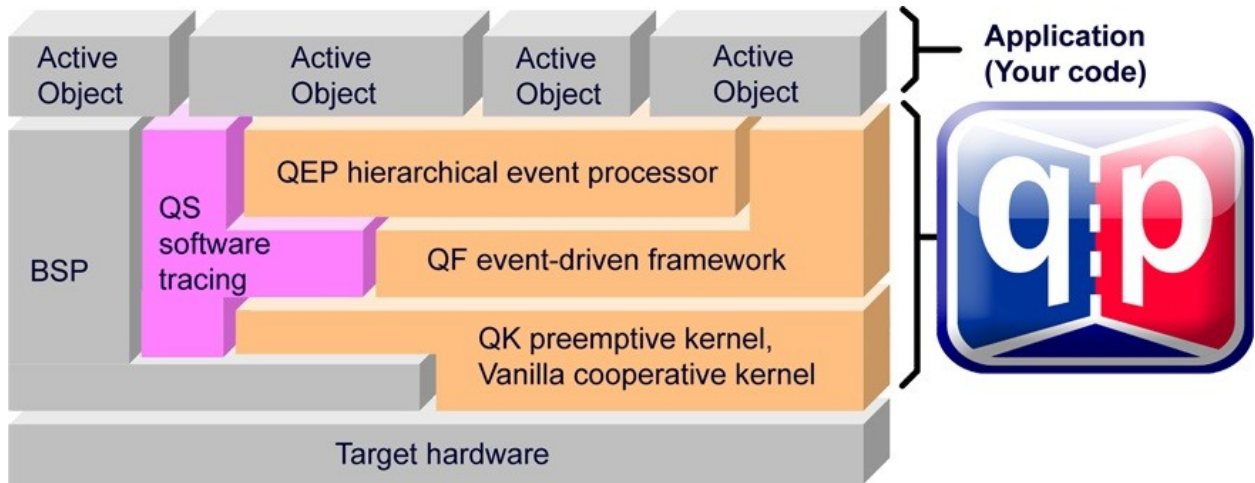 Active
Object
Active
Object
Active
Object
Active
Object
Application
(Your code)
QEP hierarchical event processor
QS
software
tracing
BSP
QF event-driven framework
QK preemptive kernel,
Vanilla cooperative kernel
Target hardware
qp